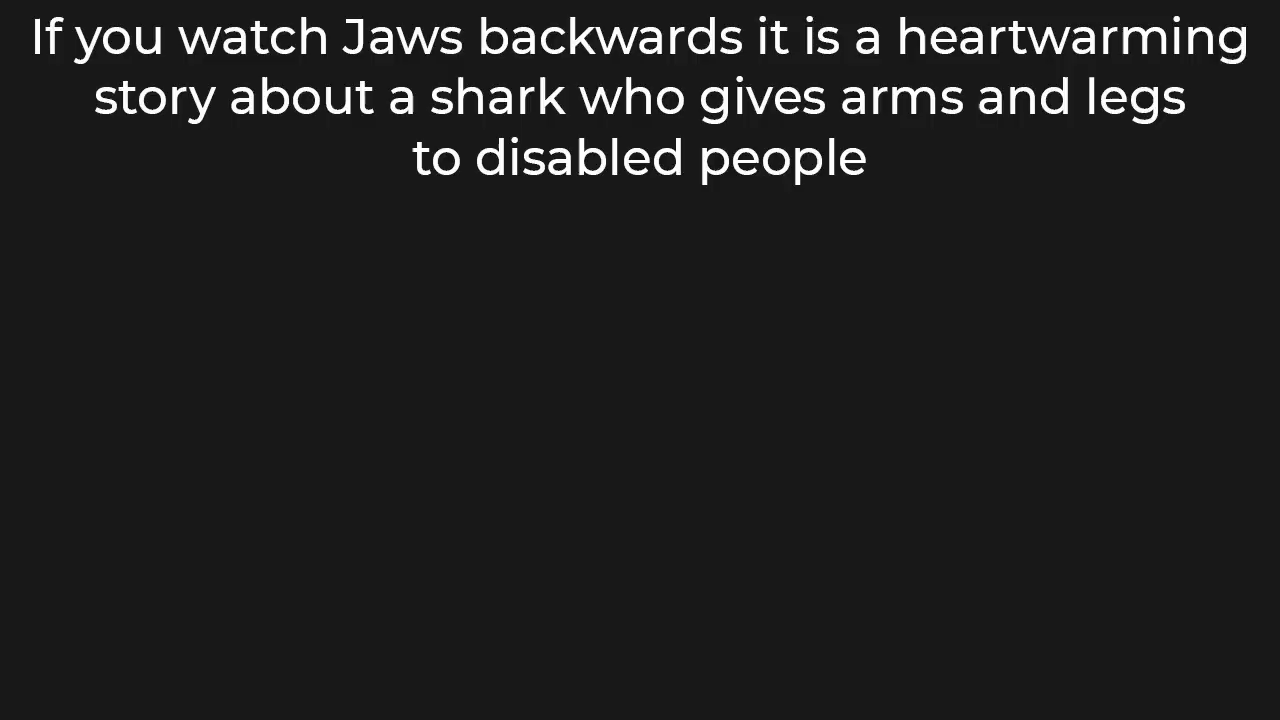 If you watch Jaws backwards it is a heartwarming
story about a shark who gives arms and legs
to disabled people